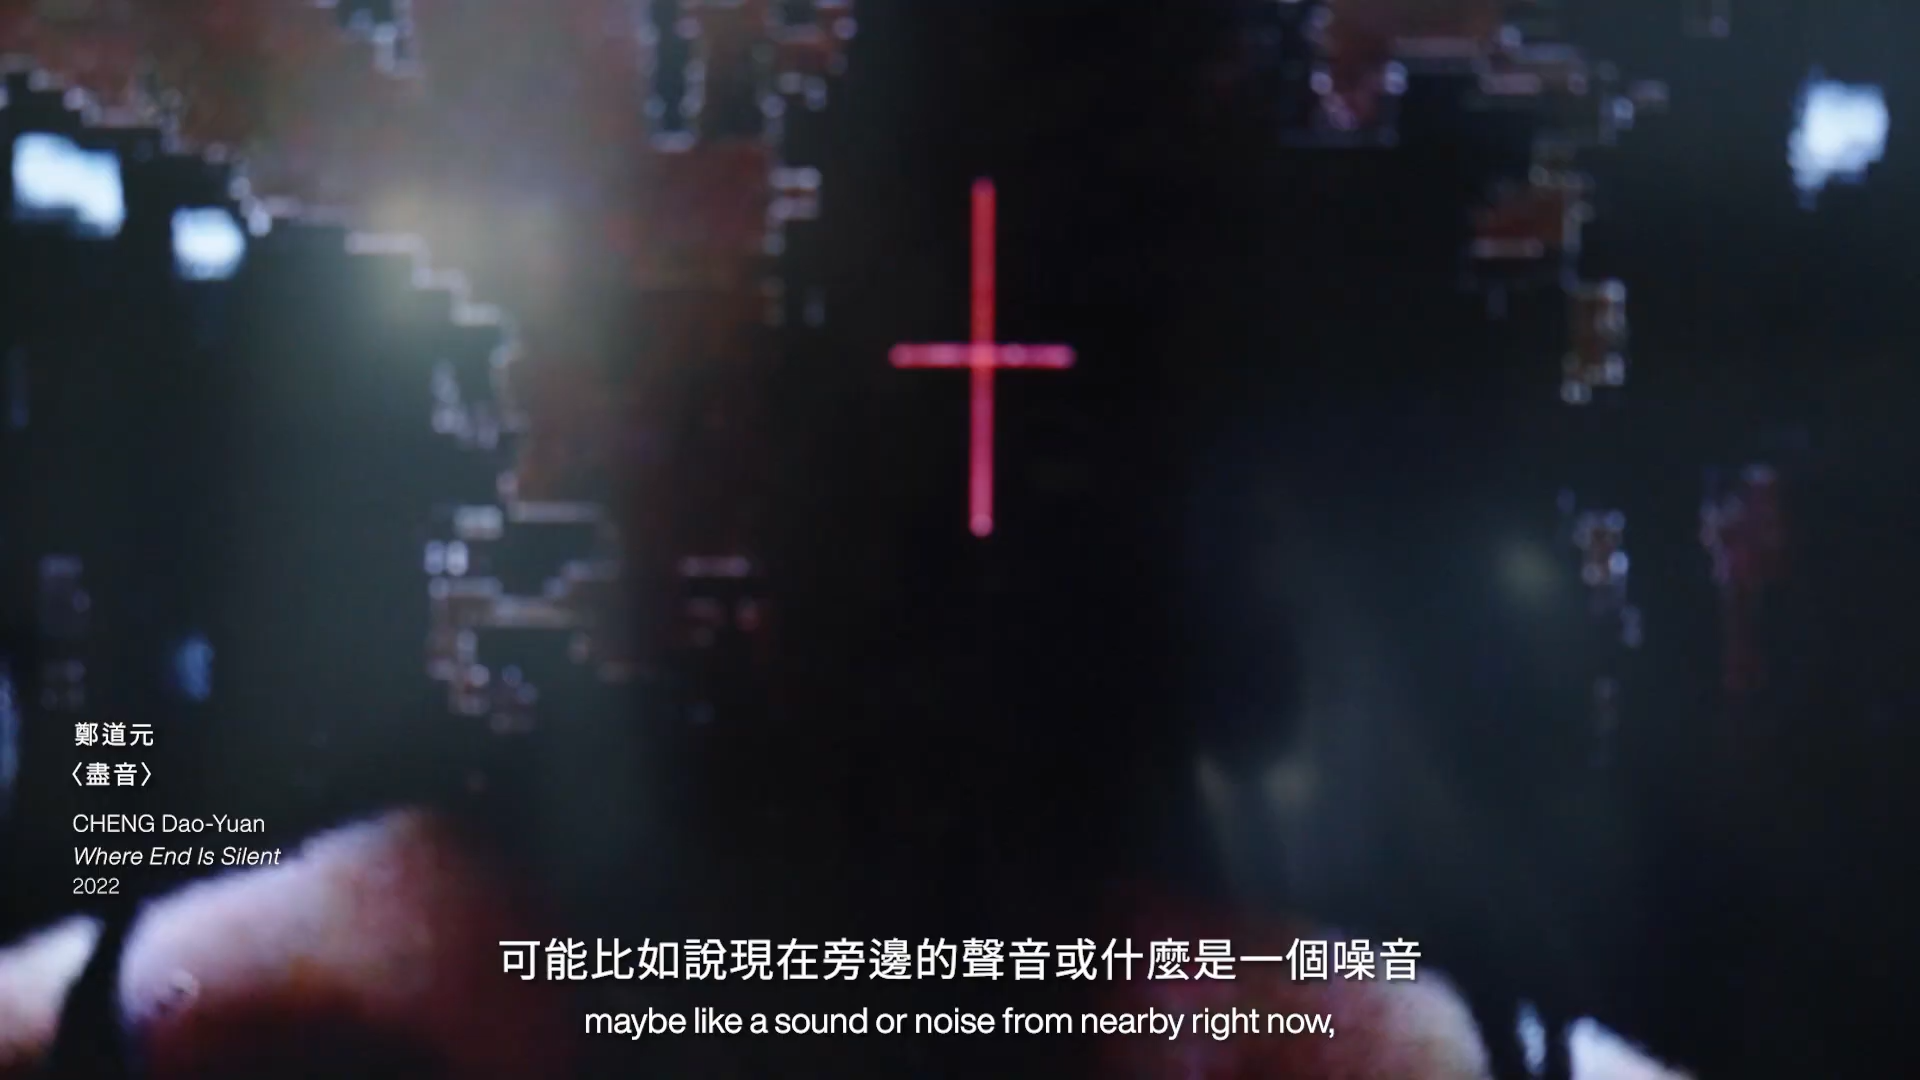 鄭道元
〈盡音〉
CHENG Dao-Yuan
Where End Is Silent
2022
可能比如說現在旁邊的聲音或什麼是一個噪音
maybe like a sound or noise from nearby right now,